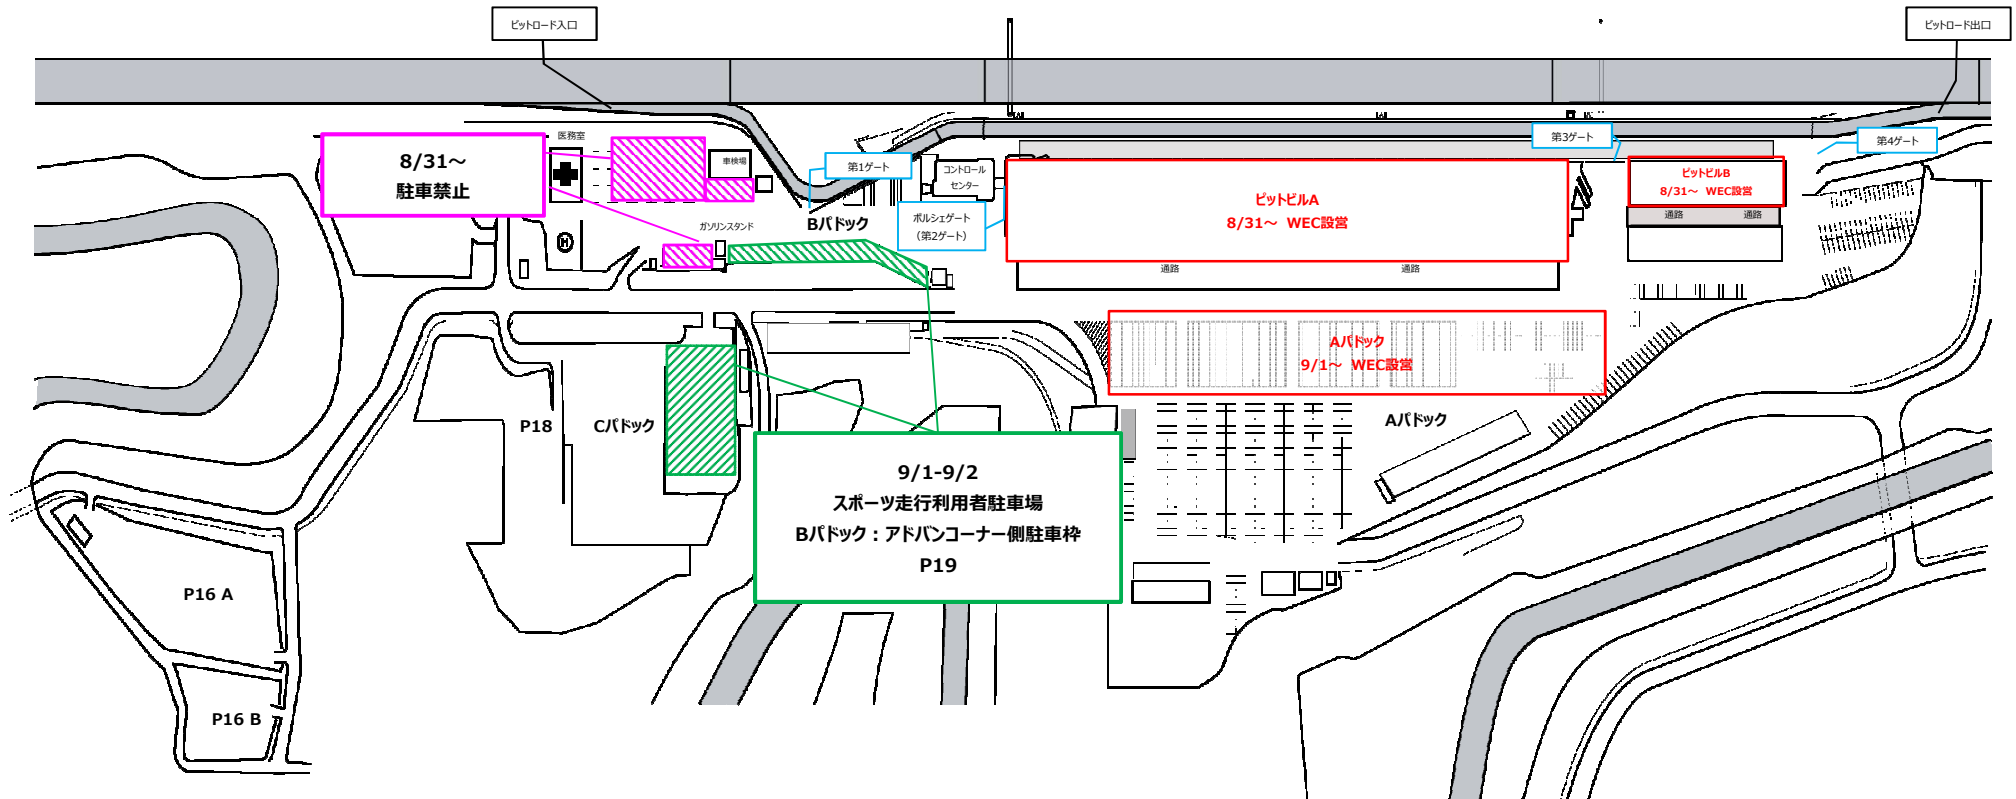 ピットロード入口
ピットロード出口
医務室
車検場
8/31～
駐車禁止
第1ゲート
コントロール
センター
第3ゲート
第4ゲート
ピットビルA
8/31～ WEC設営
ピットビルB
8/31～ WEC設営
通路
通路
ガソリンスタンド
Bパドック
ポルシェゲート
（第2ゲート）
H
通路
通路
Aパドック
9/1～ WEC設営
P18
Cパドック
Aパドック
9/1-9/2
スポーツ走行利用者駐車場
Bパドック：アドバンコーナー側駐車枠
P19
P16 A
P16 B